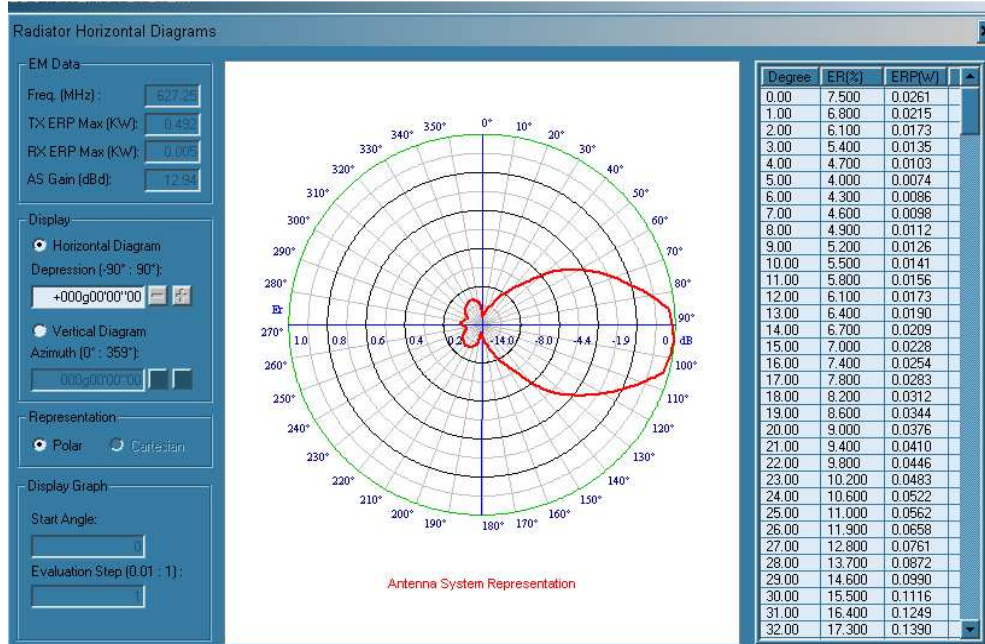 Radiator Horizontal Diagrams
EM Data
Freq. (MHz) : 627.25
TX ERP Max (KW): 0.492
RX ERP Max (KW): 0.005
AS Gain (dBd): 12.94
Display
Horizontal Diagram
Depression (-90° : 90°):
+000g00'00"00
Vertical Diagram
Azimuth (0° : 359°):
000g00'00"00
Representation
Polar Cartesian
Display Graph
Start Angle:
0
Evaluation Step (0.01 : 1) :
1
0°
350° 10°
340° 20°
330° 30°
320° 40°
310° 50°
300° 60°
290° 70°
280° 80°
Er
270° 90°
1.0 0.8 0.6 0.4 0.2 -14.0 -8.0 -4.4 -1.9 0 dB
260° 100°
250° 110°
240° 120°
230° 130°
220° 140°
210° 150°
200° 160°
190° 170°
180°
Antenna System Representation
Degree ER(%) ERP(W)
0.00 7.500 0.0261
1.00 6.800 0.0215
2.00 6.100 0.0173
3.00 5.400 0.0135
4.00 4.700 0.0103
5.00 4.000 0.0074
6.00 4.300 0.0086
7.00 4.600 0.0098
8.00 4.900 0.0112
9.00 5.200 0.0126
10.00 5.500 0.0141
11.00 5.800 0.0156
12.00 6.100 0.0173
13.00 6.400 0.0190
14.00 6.700 0.0209
15.00 7.000 0.0228
16.00 7.400 0.0254
17.00 7.800 0.0283
18.00 8.200 0.0312
19.00 8.600 0.0344
20.00 9.000 0.0376
21.00 9.400 0.0410
22.00 9.800 0.0446
23.00 10.200 0.0483
24.00 10.600 0.0522
25.00 11.000 0.0562
26.00 11.900 0.0658
27.00 12.800 0.0761
28.00 13.700 0.0872
29.00 14.600 0.0990
30.00 15.500 0.1116
31.00 16.400 0.1249
32.00 17.300 0.1390